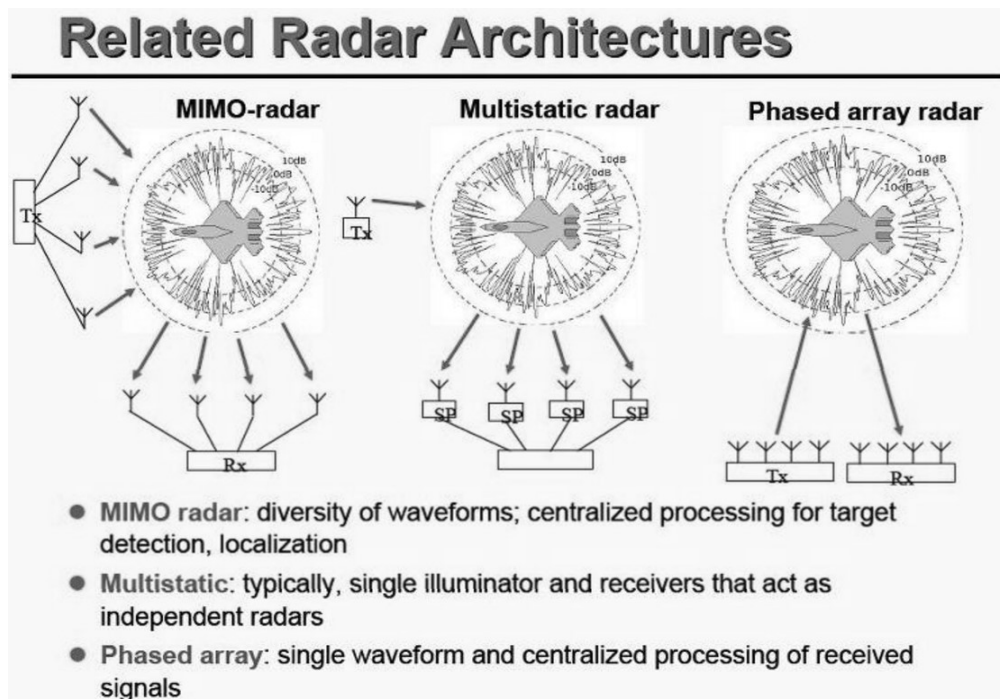 Related Radar Architectures
MIMO-radar
Multistatic radar
Phased array radar
10dB
0dB
-10dB
10dB
0dB
-10dB
10dB
0dB
-10dB
Tx
Tx
SP
SP
SP
SP
Rx
Tx
Rx
● MIMO radar: diversity of waveforms; centralized processing for target
detection, localization
● Multistatic: typically, single illuminator and receivers that act as
independent radars
● Phased array: single waveform and centralized processing of received
signals